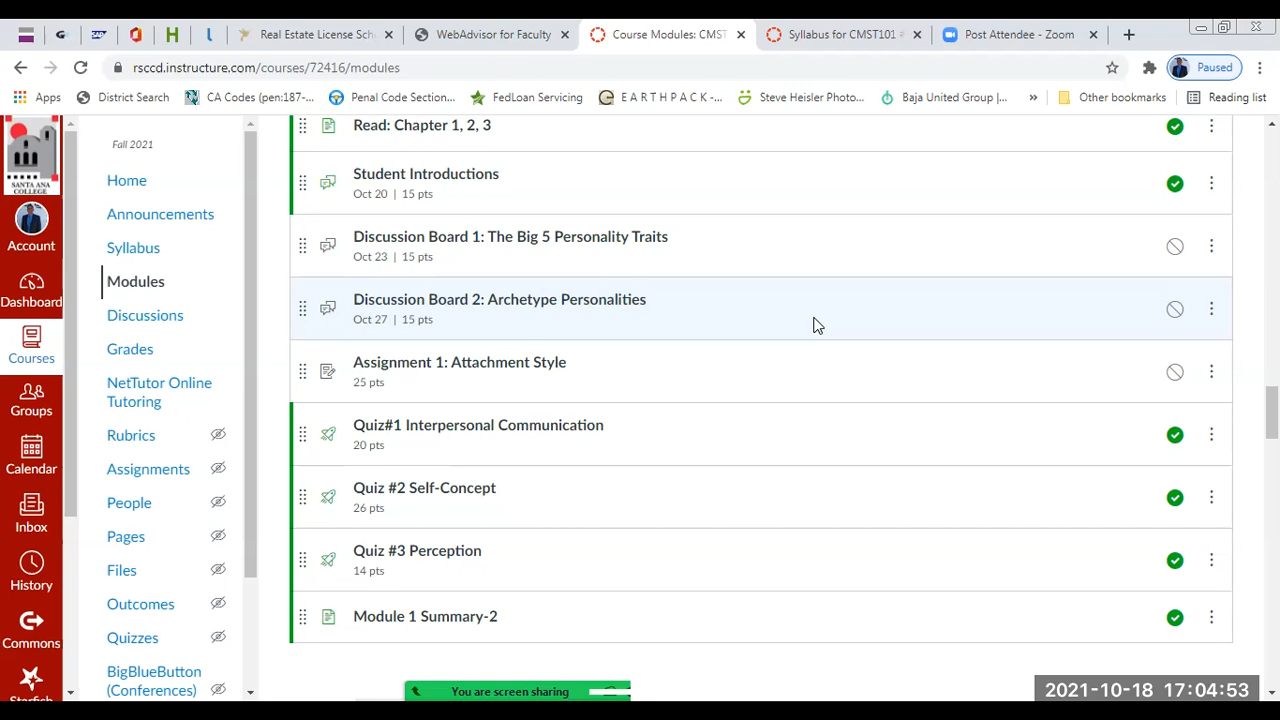 Real Estate License Sch
WebAdvisor for Faculty
Course Modules: CMST
Syllabus for CMST101
Post Attendee - Zoom
rsccd.instructure.com/courses/72416/modules
Paused
Apps
District Search
CA Codes (pen:187-...
Penal Code Section...
FedLoan Servicing
E A R T H P A C K -...
Steve Heisler Photo...
Baja United Group |...
Other bookmarks
Reading list
SANTA ANA
COLLEGE
Account
Dashboard
Courses
Groups
Calendar
Inbox
History
Commons
Fall 2021
Home
Announcements
Syllabus
Modules
Discussions
Grades
NetTutor Online
Tutoring
Rubrics
Assignments
People
Pages
Files
Outcomes
Quizzes
BigBlueButton
(Conferences)
Read: Chapter 1, 2, 3
Student Introductions
Oct 20 | 15 pts
Discussion Board 1: The Big 5 Personality Traits
Oct 23 | 15 pts
Discussion Board 2: Archetype Personalities
Oct 27 | 15 pts
Assignment 1: Attachment Style
25 pts
Quiz#1 Interpersonal Communication
20 pts
Quiz #2 Self-Concept
26 pts
Quiz #3 Perception
14 pts
Module 1 Summary-2
You are screen sharing
2021-10-18 17:04:53